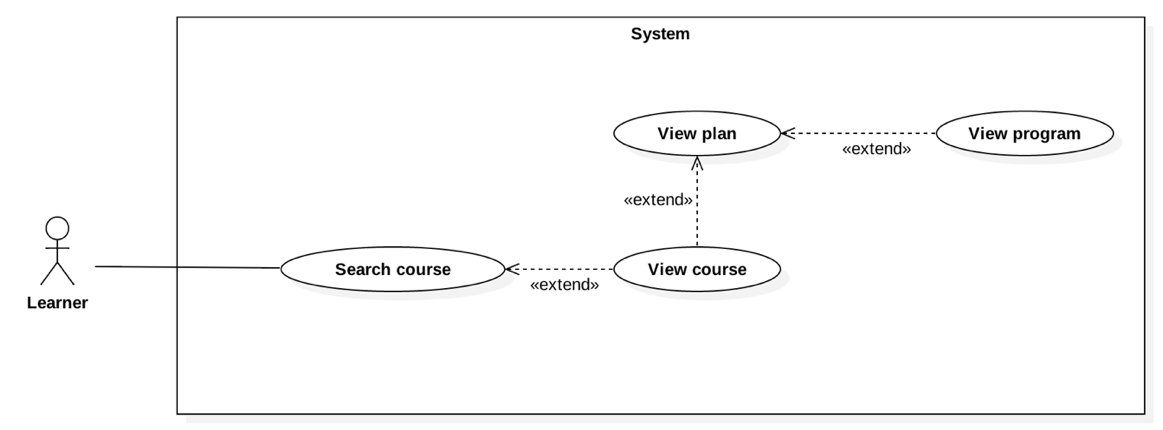 System
View plan
View program
«extend»
«extend»
Search course
View course
«extend»
Learner